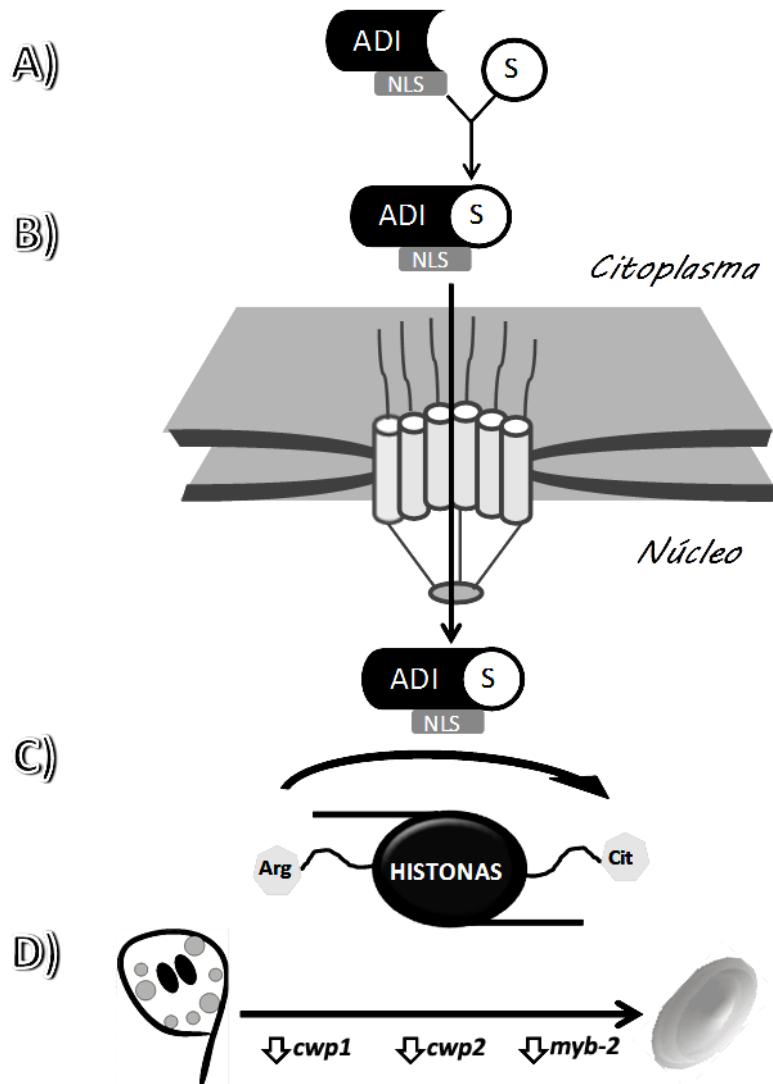 A)
ADI
S
NLS
B)
ADI
S
NLS
Citoplasma
Núcleo
ADI
S
NLS
C)
Arg
HISTONAS
Cit
D)
cwp1 cwp2 myb-2